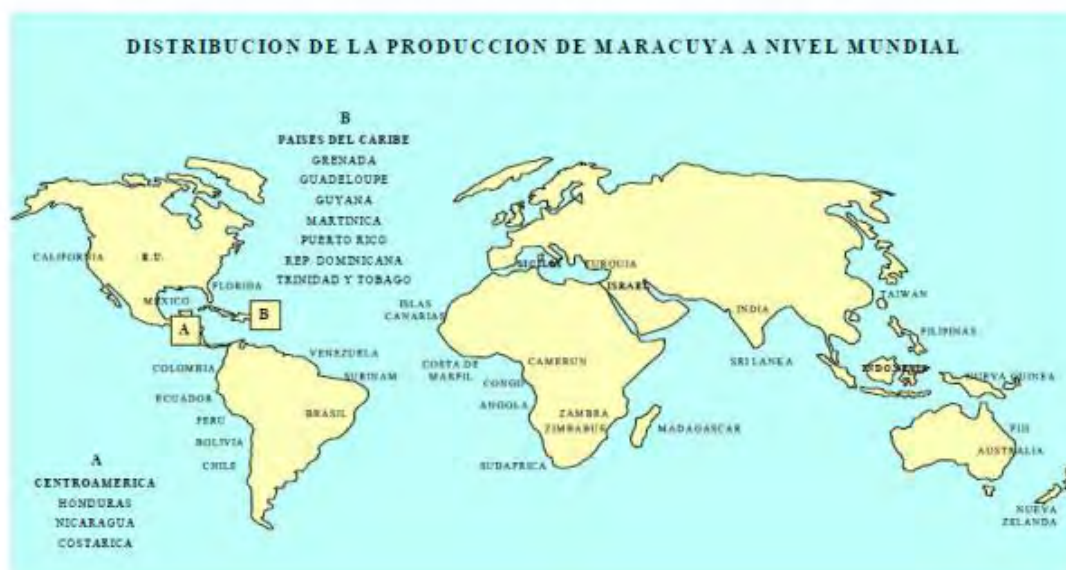 DISTRIBUCION DE LA PRODUCCION DE MARACUYA A NIVEL MUNDIAL
B
PAISES DEL CARIBE
GRENADA
GUADELOUPE
GUYANA
MARTINICA
PUERTO RICO
REP. DOMINICANA
TRINIDAD Y TOBAGO
CALIFORNIA
E.U.
FLORIDA
MEXICO
A
B
COLOMBIA
VENEZUELA
SURINAM
ECUADOR
BRASIL
PERU
BOLIVIA
CHILE
A
CENTROAMERICA
HONDURAS
NICARAGUA
COSTARICA
SICILIA
TURQUIA
ISRAEL
ISLAS
CANARIAS
COSTA DE
MARFIL
CAMERUN
CONGO
ANGOLA
ZAMBRA
ZIMBABUE
MADAGASCAR
SUDAFRICA
INDIA
SRI LANKA
TAIWAN
FILIPINAS
INDONESIA
NUEVA GUINEA
FIJI
AUSTRALIA
NUEVA
ZELANDA